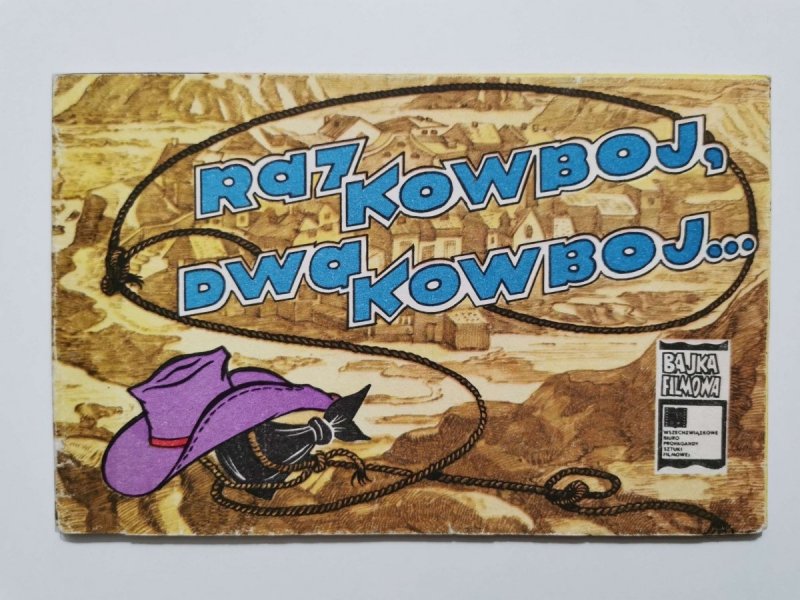 Raz KOWBOJ,
DWa KOWBOJ...
BAJKA
FILMOWA
WSZECHZWIĄZKOWE
BIURO
PROPAGANDY
SZTUKI
FILMOWEJ